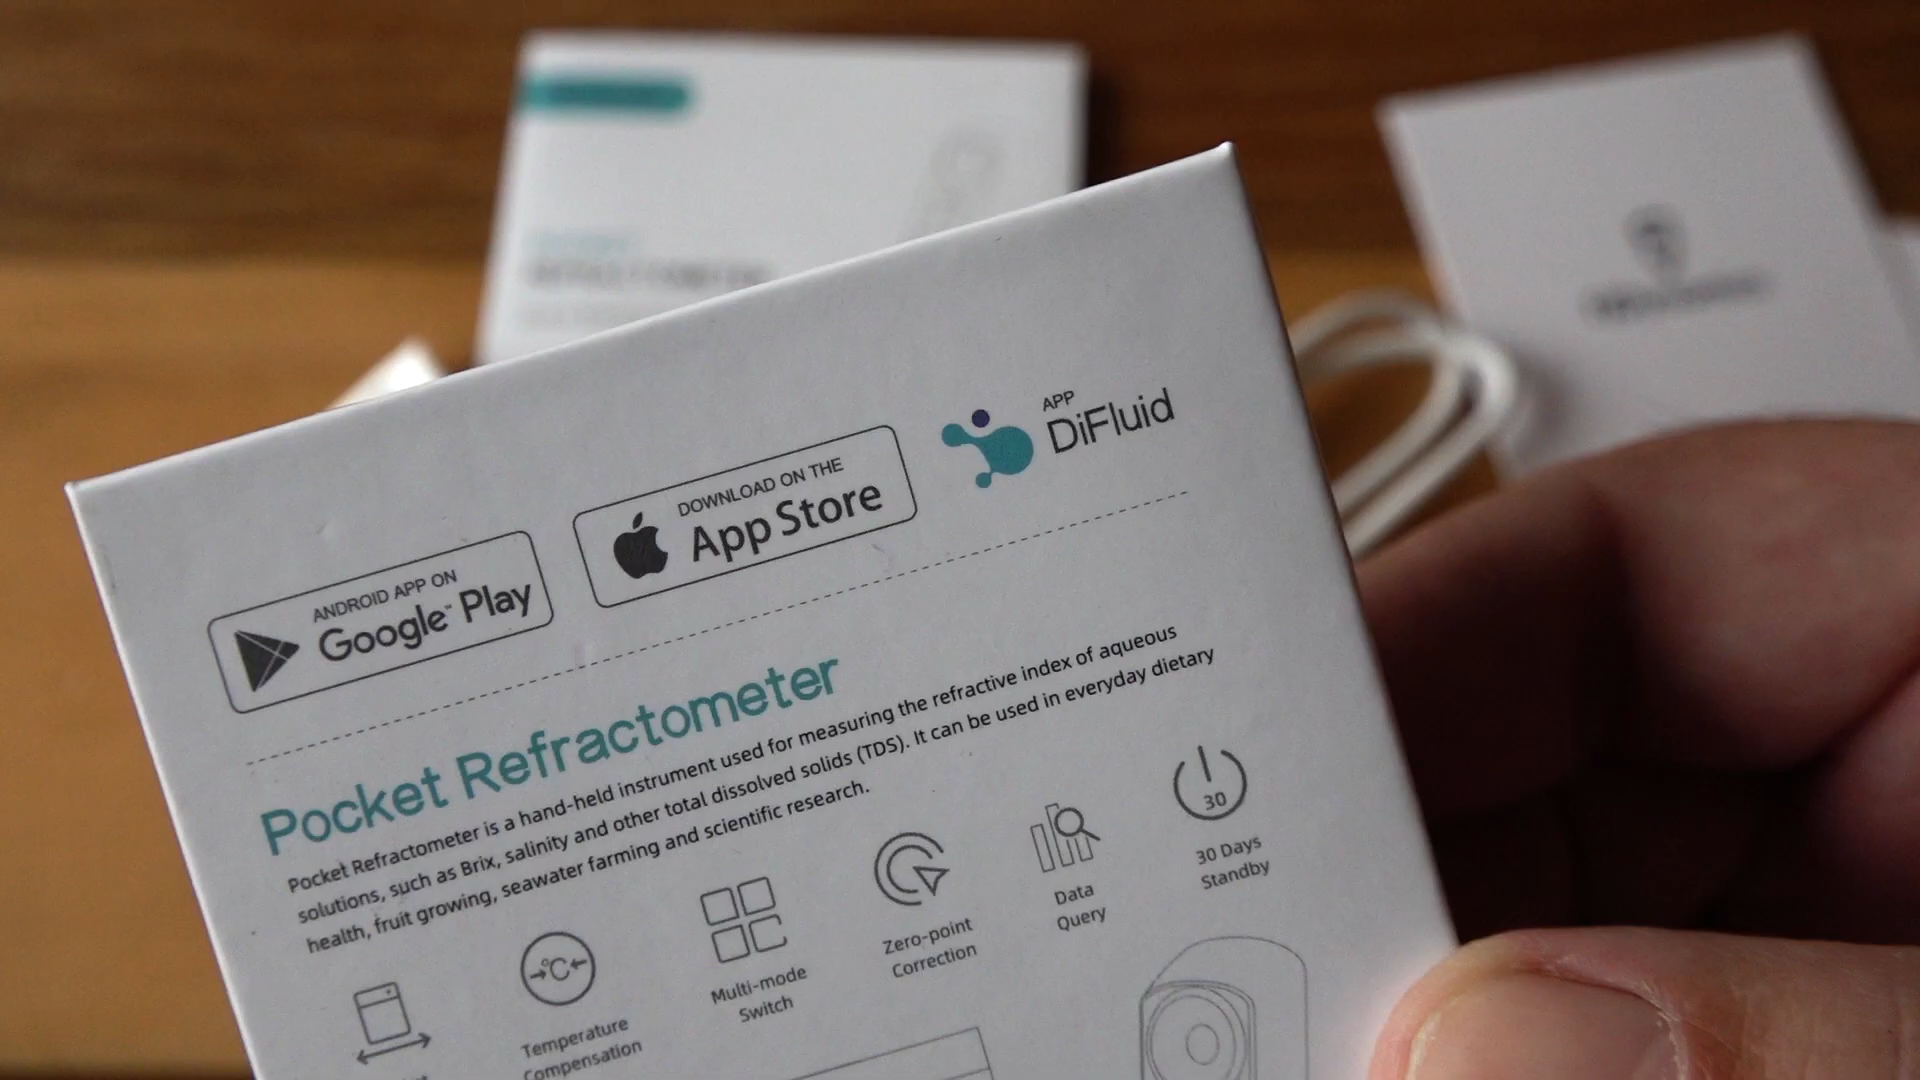 ANDROID APP ON
Google Play
DOWNLOAD ON THE
App Store
APP
DiFluid
Pocket Refractometer
Pocket Refractometer is a hand-held instrument used for measuring the refractive index of aqueous
solutions, such as Brix, salinity and other total dissolved solids (TDS). It can be used in everyday dietary
health, fruit growing, seawater farming and scientific research.
Temperature
Compensation
Multi-mode
Switch
Zero-point
Correction
Data
Query
30
30 Days
Standby
°C